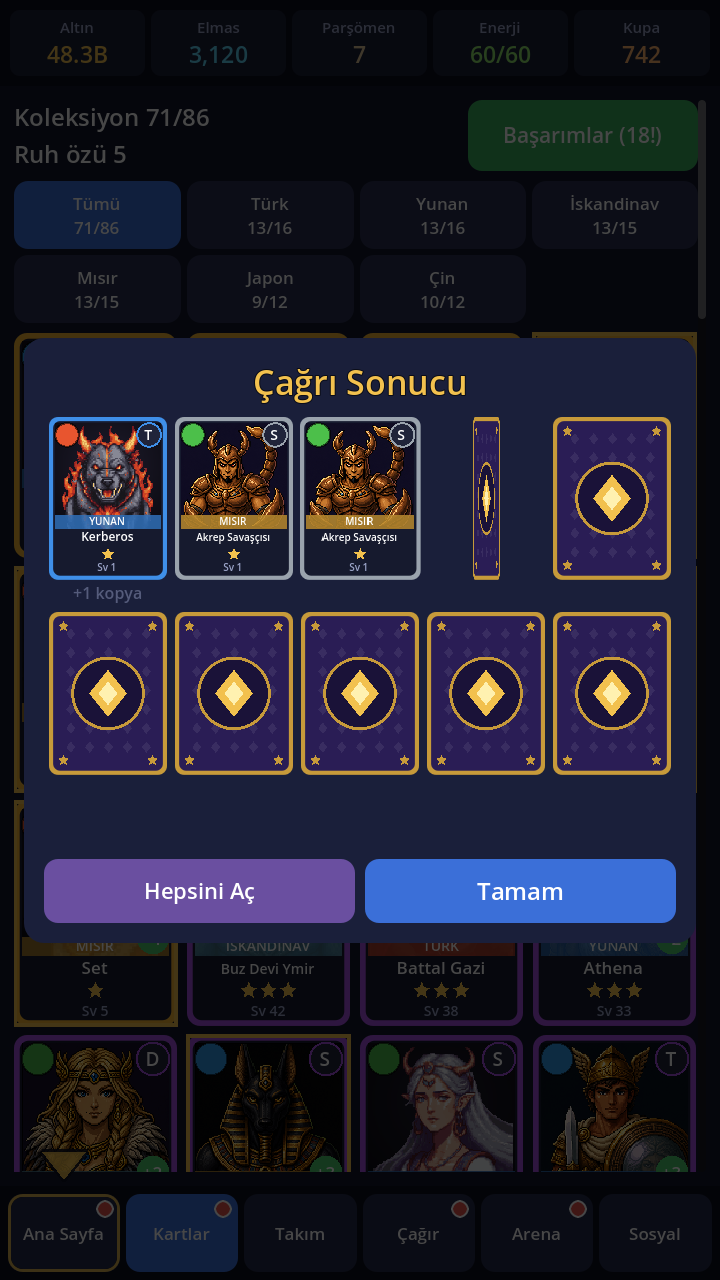 Altın
Elmas
Parşömen
Enerji
Kupa
48.3B
3,120
7
60/60
742
Koleksiyon 71/86
Ruh özü 5
Başarımlar (18!)
Tümü
71/86
Türk
13/16
Yunan
13/16
İskandinav
13/15
Mısır
13/15
Japon
9/12
Çin
10/12
Çağrı Sonucu
T
YUNAN
Kerberos
Sv 1
+1 kopya
S
MISIR
Akrep Savaşçısı
Sv 1
S
MISIR
Akrep Savaşçısı
Sv 1
Hepsini Aç
Tamam
MISIR
Set
Sv 5
İSKANDİNAV
Buz Devi Ymir
Sv 42
TÜRK
Battal Gazi
Sv 38
YUNAN
Athena
Sv 33
D
S
S
T
Ana Sayfa
Kartlar
Takım
Çağır
Arena
Sosyal